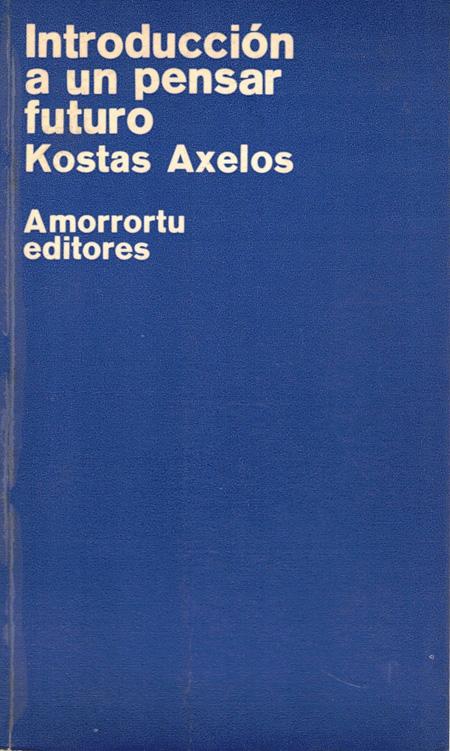 Introducción
a un pensar
futuro
Kostas Axelos
Amorrortu
editores